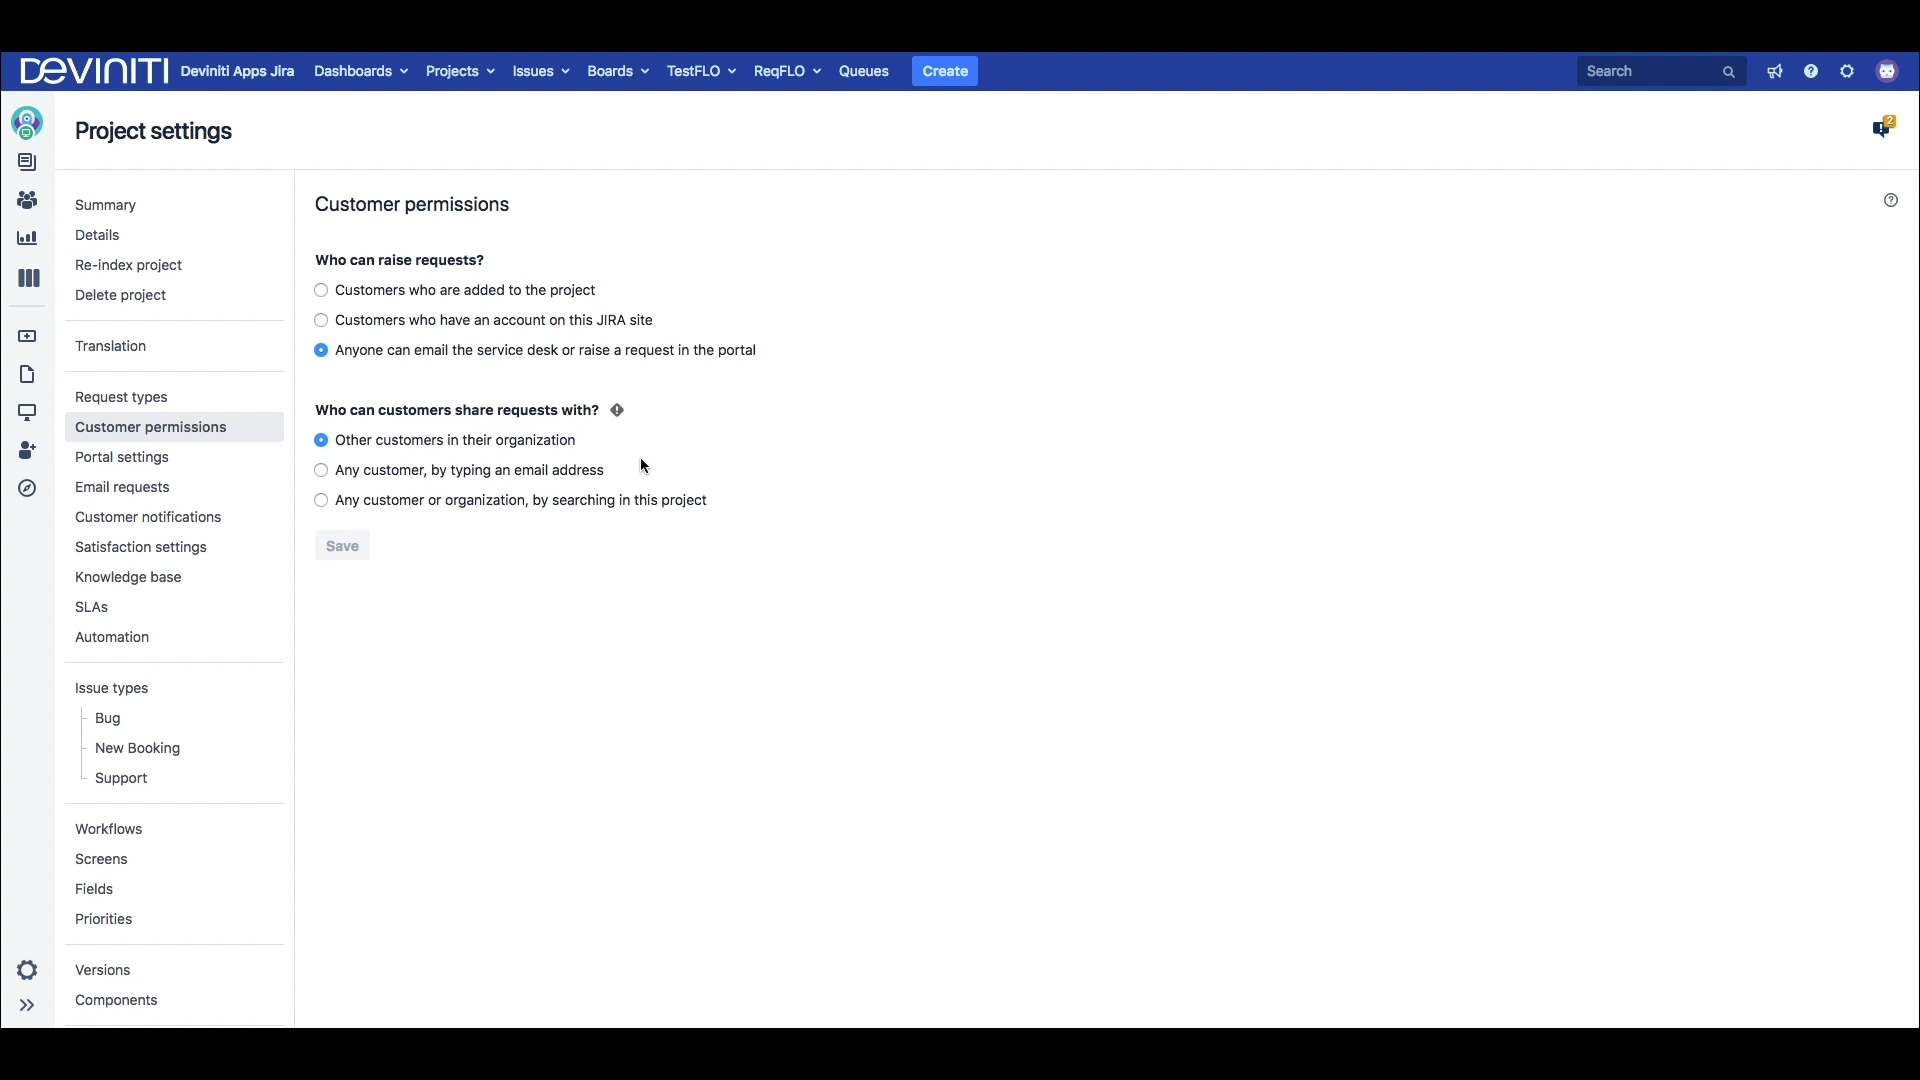 DEVINITI Deviniti Apps Jira Dashboards Projects Issues Boards TestFLO ReqFLO Queues Create Search
Project settings
2
Summary
Details
Re-index project
Delete project
Translation
Request types
Customer permissions
Portal settings
Email requests
Customer notifications
Satisfaction settings
Knowledge base
SLAs
Automation
Issue types
Bug
New Booking
Support
Workflows
Screens
Fields
Priorities
Versions
Components
Customer permissions
Who can raise requests?
Customers who are added to the project
Customers who have an account on this JIRA site
Anyone can email the service desk or raise a request in the portal
Who can customers share requests with?
Other customers in their organization
Any customer, by typing an email address
Any customer or organization, by searching in this project
Save